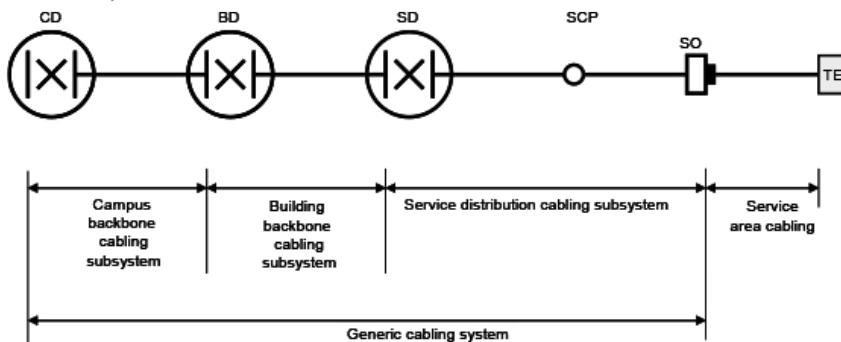 CD BD SD SCP SO
TE
Campus
backbone
cabling
subsystem
Building
backbone
cabling
subsystem
Service distribution cabling subsystem
Service
area cabling
Generic cabling system